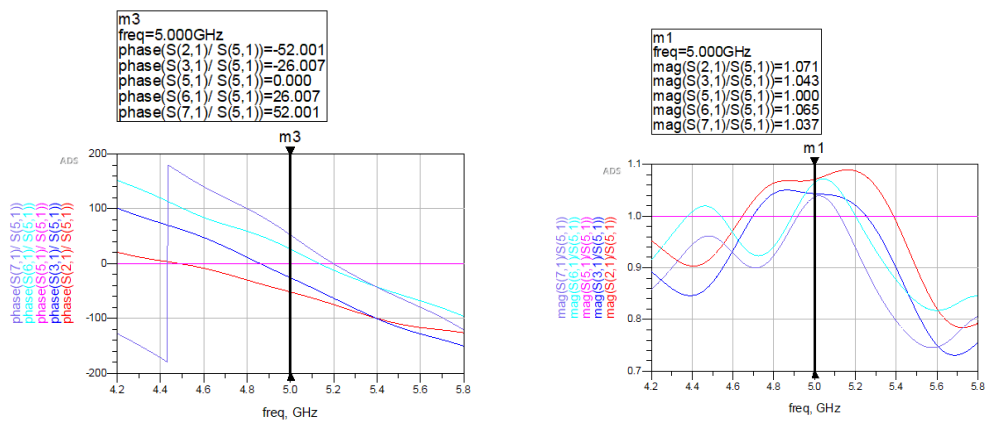 m3
freq=5.000GHz
phase(S(2,1)/ S(5,1))=-52.001
phase(S(3,1)/ S(5,1))=-26.007
phase(S(5,1)/ S(5,1))=0.000
phase(S(6,1)/ S(5,1))=26.007
phase(S(7,1)/ S(5,1))=52.001
m3
ADS
200
100
0
-100
-200
4.2
4.4
4.6
4.8
5.0
5.2
5.4
5.6
5.8
freq, GHz
phase(S(7,1)/ S(5,1))
phase(S(6,1)/ S(5,1))
phase(S(5,1)/ S(5,1))
phase(S(3,1)/ S(5,1))
phase(S(2,1)/ S(5,1))
m1
freq=5.000GHz
mag(S(2,1)/S(5,1))=1.071
mag(S(3,1)/S(5,1))=1.043
mag(S(5,1)/S(5,1))=1.000
mag(S(6,1)/S(5,1))=1.065
mag(S(7,1)/S(5,1))=1.037
m1
ADS
1.1
1.0
0.9
0.8
0.7
4.2
4.4
4.6
4.8
5.0
5.2
5.4
5.6
5.8
freq, GHz
mag(S(7,1)/S(5,1))
mag(S(6,1)/S(5,1))
mag(S(5,1)/S(5,1))
mag(S(3,1)/S(5,1))
mag(S(2,1)/S(5,1))